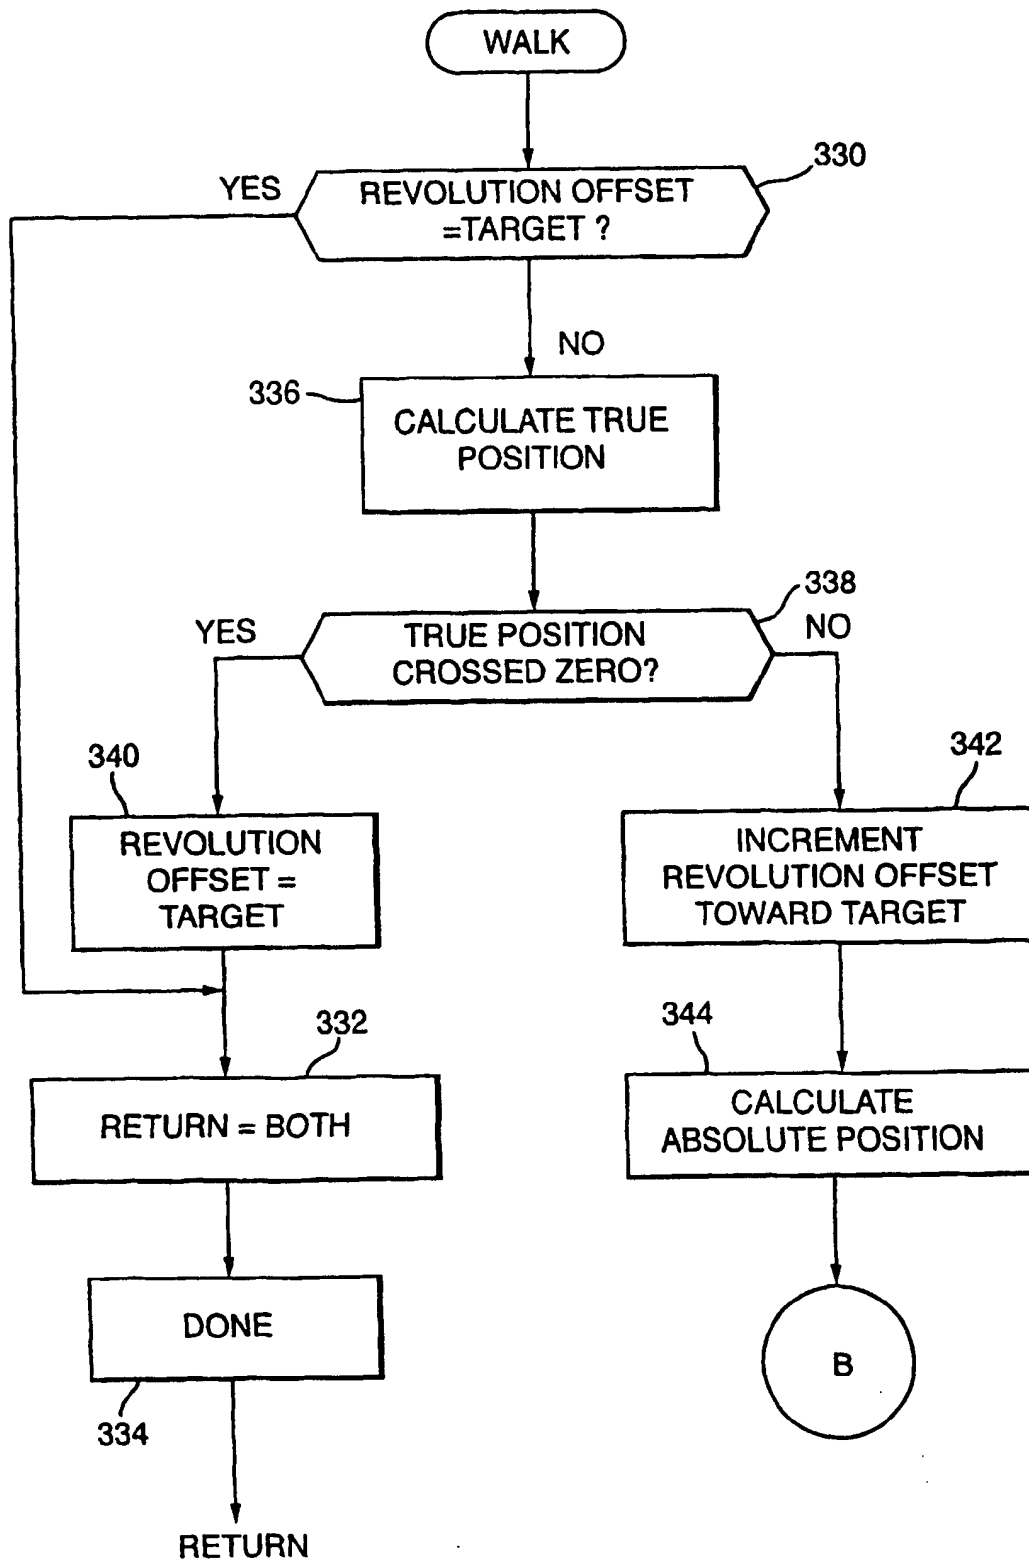 WALK
330
YES
REVOLUTION OFFSET
=TARGET ?
NO
336
CALCULATE TRUE
POSITION
338
YES
TRUE POSITION
CROSSED ZERO?
NO
340
REVOLUTION
OFFSET =
TARGET
342
INCREMENT
REVOLUTION OFFSET
TOWARD TARGET
332
RETURN = BOTH
344
CALCULATE
ABSOLUTE POSITION
DONE
334
B
RETURN